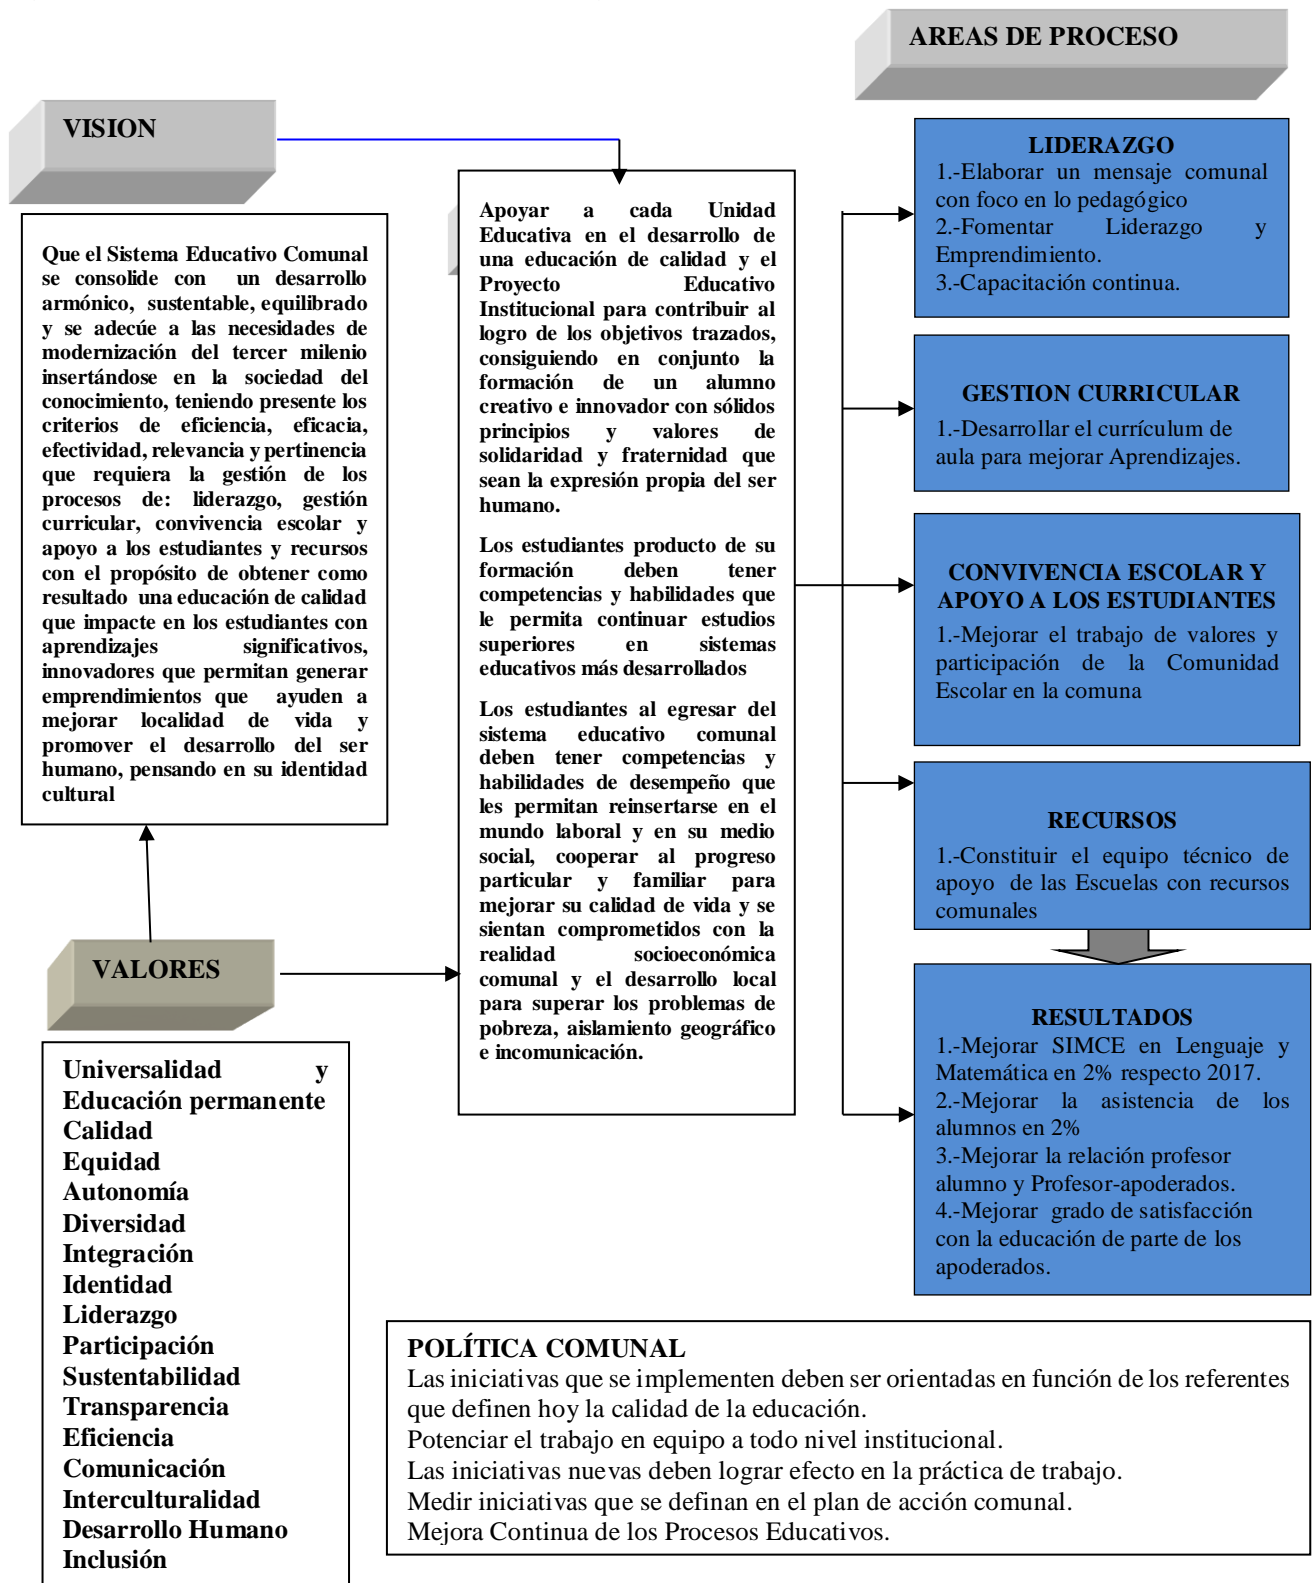 AREAS DE PROCESO
VISION
Que el Sistema Educativo Comunal
se consolide con un desarrollo
armónico, sustentable, equilibrado
y se adecúe a las necesidades de
modernización del tercer milenio
insertándose en la sociedad del
conocimiento, teniendo presente los
criterios de eficiencia, eficacia,
efectividad, relevancia y pertinencia
que requiera la gestión de los
procesos de: liderazgo, gestión
curricular, convivencia escolar y
apoyo a los estudiantes y recursos
con el propósito de obtener como
resultado una educación de calidad
que impacte en los estudiantes con
aprendizajes significativos,
innovadores que permitan generar
emprendimientos que ayuden a
mejorar localidad de vida y
promover el desarrollo del ser
humano, pensando en su identidad
cultural
VALORES
Universalidad y
Educación permanente
Calidad
Equidad
Autonomía
Diversidad
Integración
Identidad
Liderazgo
Participación
Sustentabilidad
Transparencia
Eficiencia
Comunicación
Interculturalidad
Desarrollo Humano
Inclusión
Apoyar a cada Unidad
Educativa en el desarrollo de
una educación de calidad y el
Proyecto Educativo
Institucional para contribuir al
logro de los objetivos trazados,
consiguiendo en conjunto la
formación de un alumno
creativo e innovador con sólidos
principios y valores de
solidaridad y fraternidad que
sean la expresión propia del ser
humano.
Los estudiantes producto de su
formación deben tener
competencias y habilidades que
le permita continuar estudios
superiores en sistemas
educativos más desarrollados
Los estudiantes al egresar del
sistema educativo comunal
deben tener competencias y
habilidades de desempeño que
les permitan reinsertarse en el
mundo laboral y en su medio
social, cooperar al progreso
particular y familiar para
mejorar su calidad de vida y se
sientan comprometidos con la
realidad socioeconómica
comunal y el desarrollo local
para superar los problemas de
pobreza, aislamiento geográfico
e incomunicación.
LIDERAZGO
1.-Elaborar un mensaje comunal
con foco en lo pedagógico
2.-Fomentar Liderazgo y
Emprendimiento.
3.-Capacitación continua.
GESTION CURRICULAR
1.-Desarrollar el currículum de
aula para mejorar Aprendizajes.
CONVIVENCIA ESCOLAR Y
APOYO A LOS ESTUDIANTES
1.-Mejorar el trabajo de valores y
participación de la Comunidad
Escolar en la comuna
RECURSOS
1.-Constituir el equipo técnico de
apoyo de las Escuelas con recursos
comunales
RESULTADOS
1.-Mejorar SIMCE en Lenguaje y
Matemática en 2% respecto 2017.
2.-Mejorar la asistencia de los
alumnos en 2%
3.-Mejorar la relación profesor
alumno y Profesor-apoderados.
4.-Mejorar grado de satisfacción
con la educación de parte de los
apoderados.
POLÍTICA COMUNAL
Las iniciativas que se implementen deben ser orientadas en función de los referentes
que definen hoy la calidad de la educación.
Potenciar el trabajo en equipo a todo nivel institucional.
Las iniciativas nuevas deben lograr efecto en la práctica de trabajo.
Medir iniciativas que se definan en el plan de acción comunal.
Mejora Continua de los Procesos Educativos.